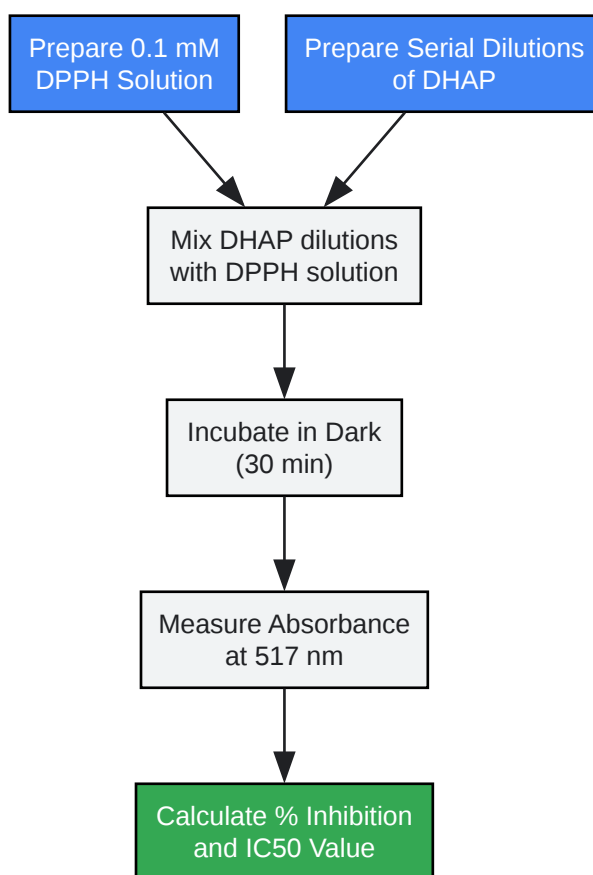 Prepare 0.1 mM
DPPH Solution
Prepare Serial Dilutions
of DHAP
Mix DHAP dilutions
with DPPH solution
Incubate in Dark
(30 min)
Measure Absorbance
at 517 nm
Calculate % Inhibition
and IC50 Value